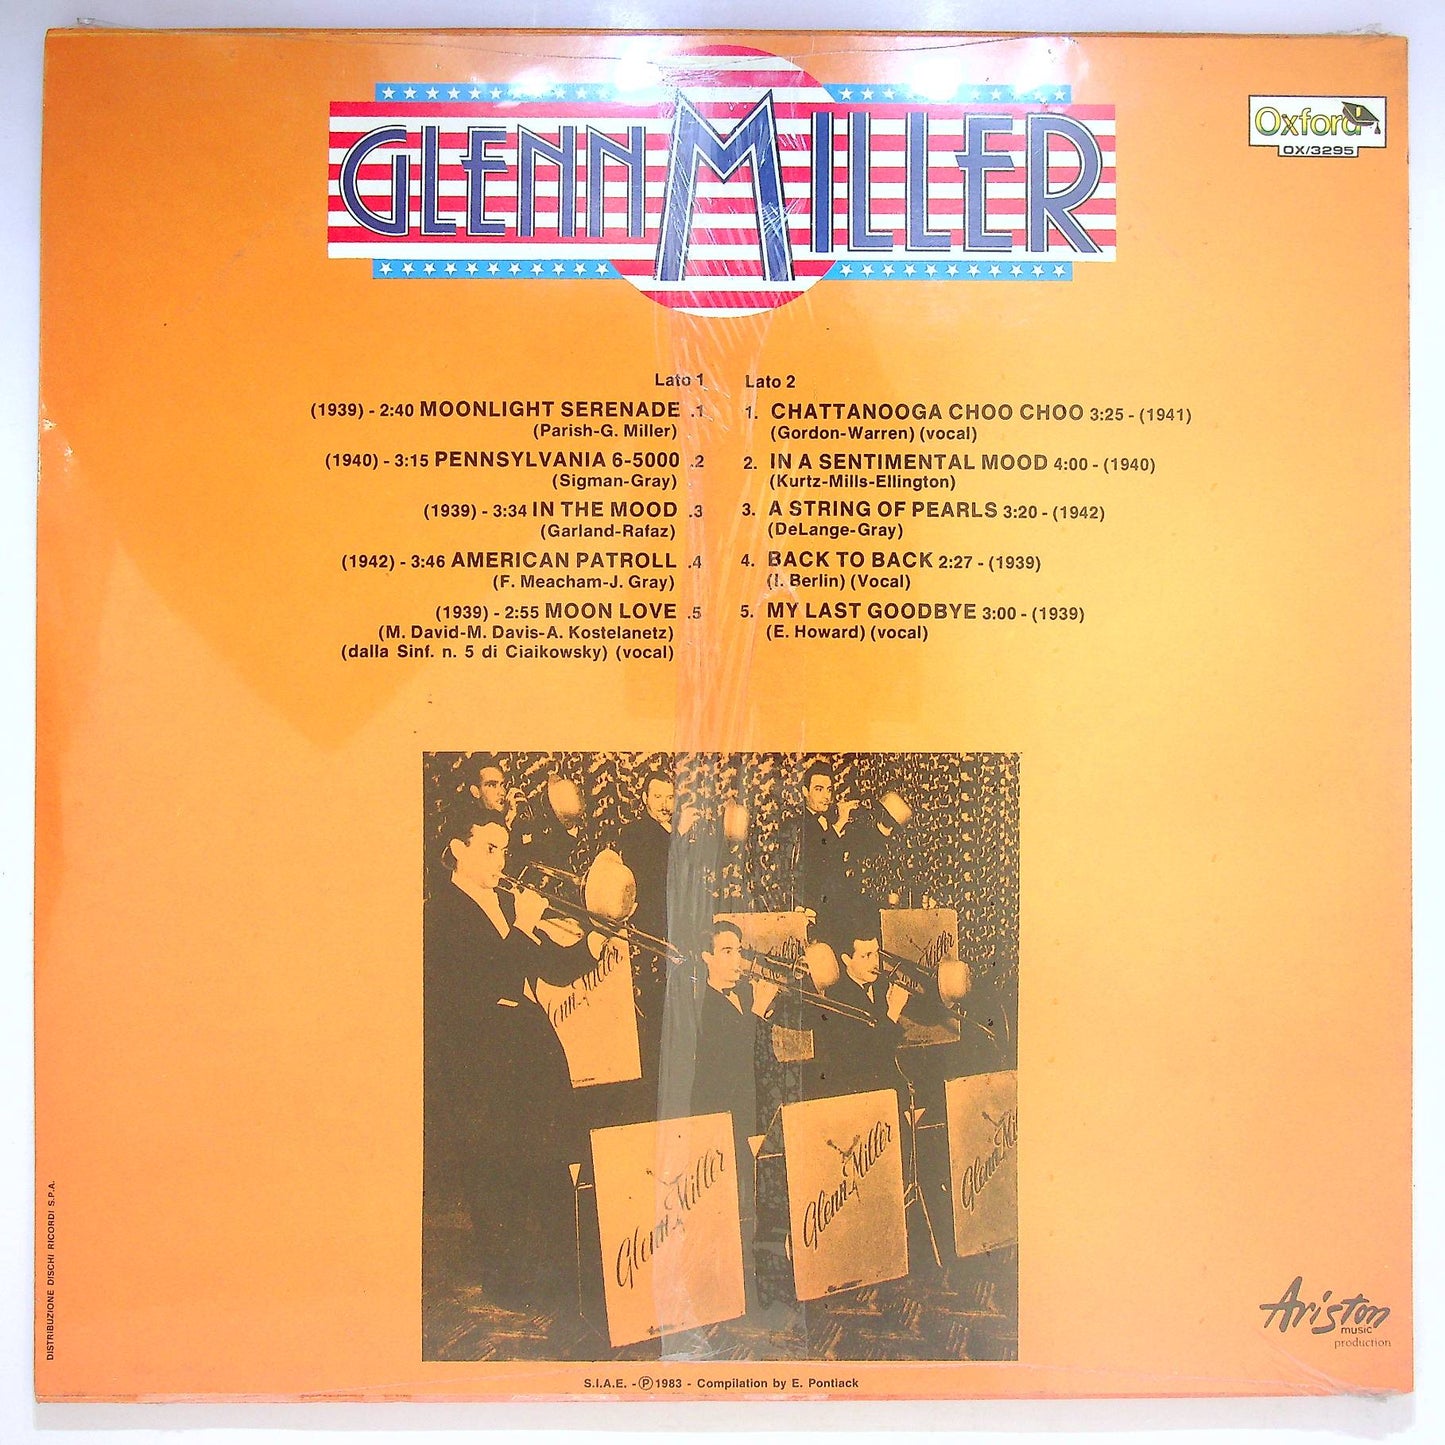 GLENN MILLER
Oxford
OX/3295
Lato 1
(1939) - 2:40 MOONLIGHT SERENADE .1
(Parish-G. Miller)
(1940) - 3:15 PENNSYLVANIA 6-5000 .2
(Sigman-Gray)
(1939) - 3:34 IN THE MOOD .3
(Garland-Rafaz)
(1942) - 3:46 AMERICAN PATROLL .4
(F. Meacham-J. Gray)
(1939) - 2:55 MOON LOVE .5
(M. David-M. Davis-A. Kostelanetz)
(dalla Sinf. n. 5 di Ciaikowsky) (vocal)
Lato 2
1. CHATTANOOGA CHOO CHOO 3:25 - (1941)
(Gordon-Warren) (vocal)
2. IN A SENTIMENTAL MOOD 4:00 - (1940)
(Kurtz-Mills-Ellington)
3. A STRING OF PEARLS 3:20 - (1942)
(DeLange-Gray)
4. BACK TO BACK 2:27 - (1939)
(I. Berlin) (Vocal)
5. MY LAST GOODBYE 3:00 - (1939)
(E. Howard) (vocal)
Miller
Miller
Glenn Miller
Glenn Miller
Glenn Miller
Glenn Mi
DISTRIBUZIONE DISCHI RICORDI S.P.A.
Ariston
MUSIC
production
S.I.A.E. - Ⓟ 1983 - Compilation by E. Pontiack